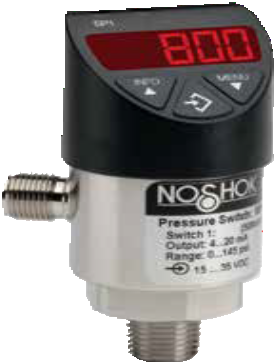 SP1
800
INFO
MENU
NOSHOK
Pressure Switch:
Switch 1:
Output: 4...20 mA
Range: 0...145 psi
15 ... 35 VDC